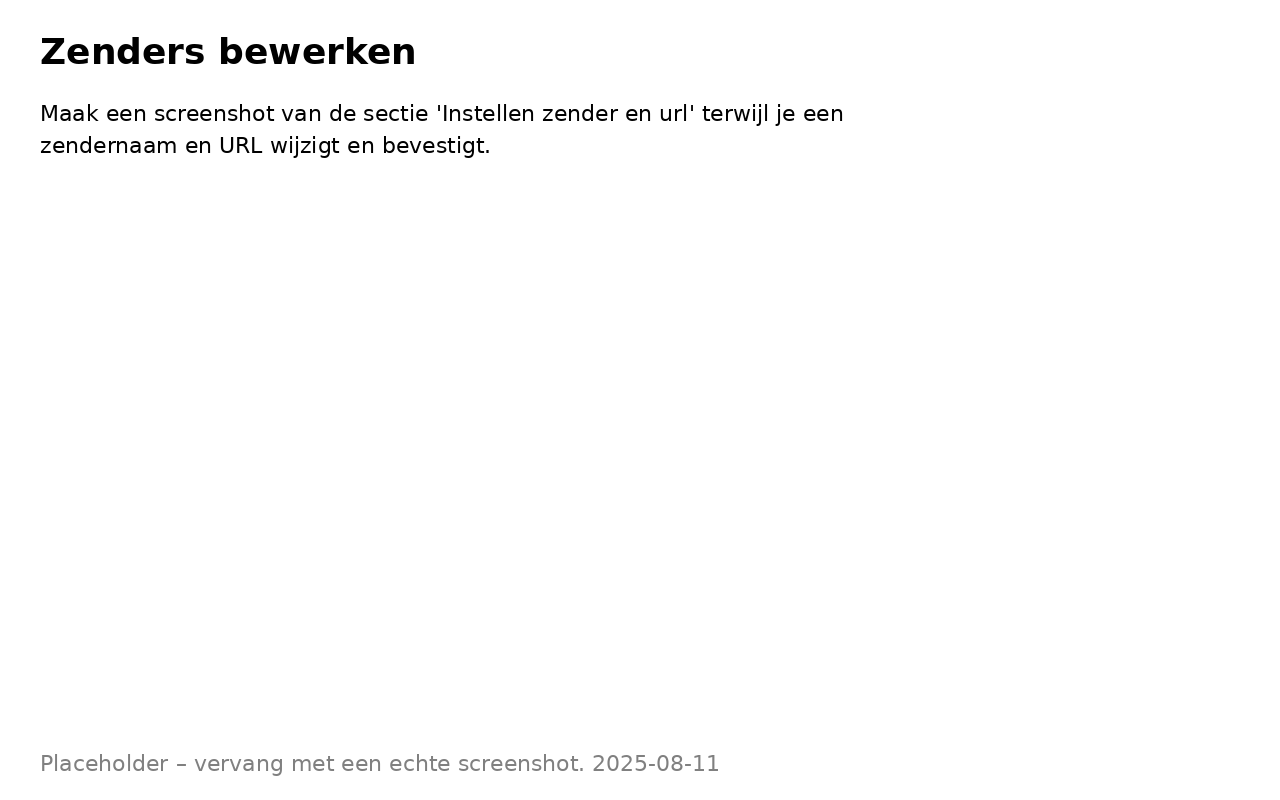 Zenders bewerken
Maak een screenshot van de sectie 'Instellen zender en url' terwijl je een
zendernaam en URL wijzigt en bevestigt.
Placeholder – vervang met een echte screenshot. 2025-08-11